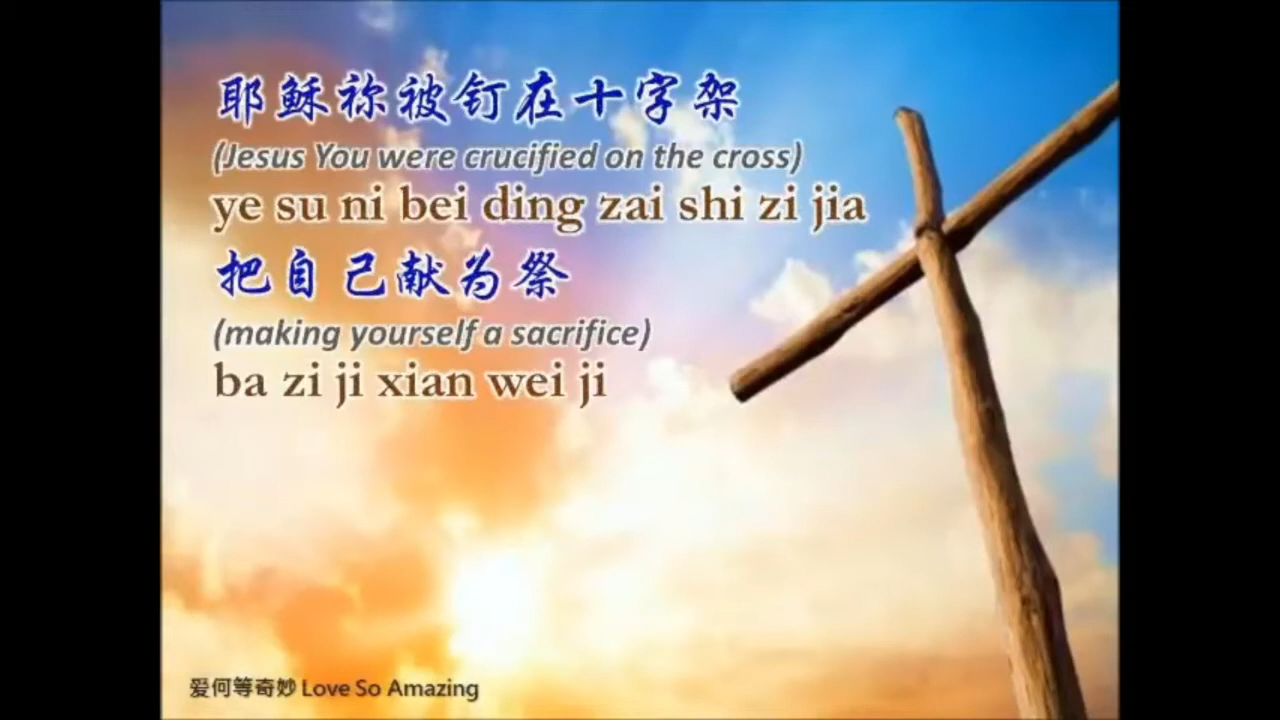 耶稣祢被钉在十字架
(Jesus You were crucified on the cross)
ye su ni bei ding zai shi zi jia
把自己献为祭
(making yourself a sacrifice)
ba zi ji xian wei ji
爱何等奇妙 Love So Amazing